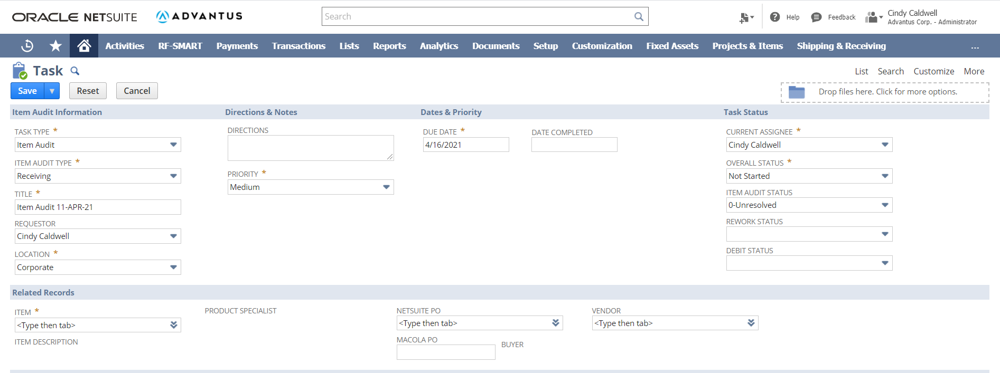 ORACLE NETSUITE
ADVANTUS
Search
Help
Feedback
Cindy Caldwell
Advantus Corp. - Administrator
Activities RF-SMART Payments Transactions Lists Reports Analytics Documents Setup Customization Fixed Assets Projects & Items Shipping & Receiving ...
Task
List Search Customize More
Save Reset Cancel
Drop files here. Click for more options.
Item Audit Information
TASK TYPE *
Item Audit
ITEM AUDIT TYPE *
Receiving
TITLE *
Item Audit 11-APR-21
REQUESTOR
Cindy Caldwell
LOCATION *
Corporate
Directions & Notes
DIRECTIONS
PRIORITY *
Medium
Dates & Priority
DUE DATE *
4/16/2021
DATE COMPLETED
Task Status
CURRENT ASSIGNEE *
Cindy Caldwell
OVERALL STATUS *
Not Started
ITEM AUDIT STATUS
0-Unresolved
REWORK STATUS
DEBIT STATUS
Related Records
ITEM *
<Type then tab>
ITEM DESCRIPTION
PRODUCT SPECIALIST
NETSUITE PO
<Type then tab>
MACOLA PO
BUYER
VENDOR
<Type then tab>